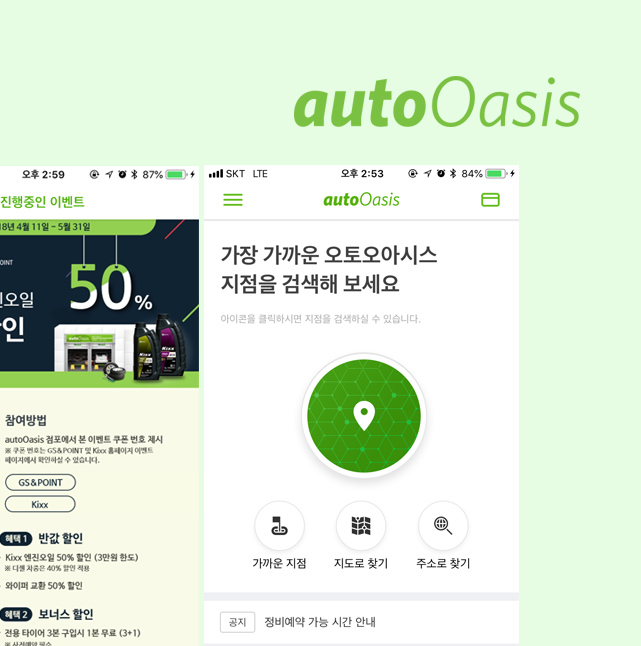 autoOasis
오후 2:59
87%
진행중인 이벤트
18년 4월 11일 ~ 5월 31일
POINT
진오일
인
50%
autoOasis
Kixx
Kixx
참여방법
autoOasis 점포에서 본 이벤트 쿠폰 번호 제시
※ 쿠폰 번호는 GS&POINT 및 Kixx 홈페이지 이벤트
페이지에서 확인하실 수 있습니다.
GS&POINT
Kixx
혜택 1 반값 할인
Kixx 엔진오일 50% 할인 (3만원 한도)
※ 디젤 차종은 40% 할인 적용
와이퍼 교환 50% 할인
혜택 2 보너스 할인
전용 타이어 3본 구입시 1본 무료 (3+1)
SKT LTE
오후 2:53
84%
autoOasis
가장 가까운 오토오아시스
지점을 검색해 보세요
아이콘을 클릭하시면 지점을 검색하실 수 있습니다.
가까운 지점
지도로 찾기
주소로 찾기
공지 정비예약 가능 시간 안내